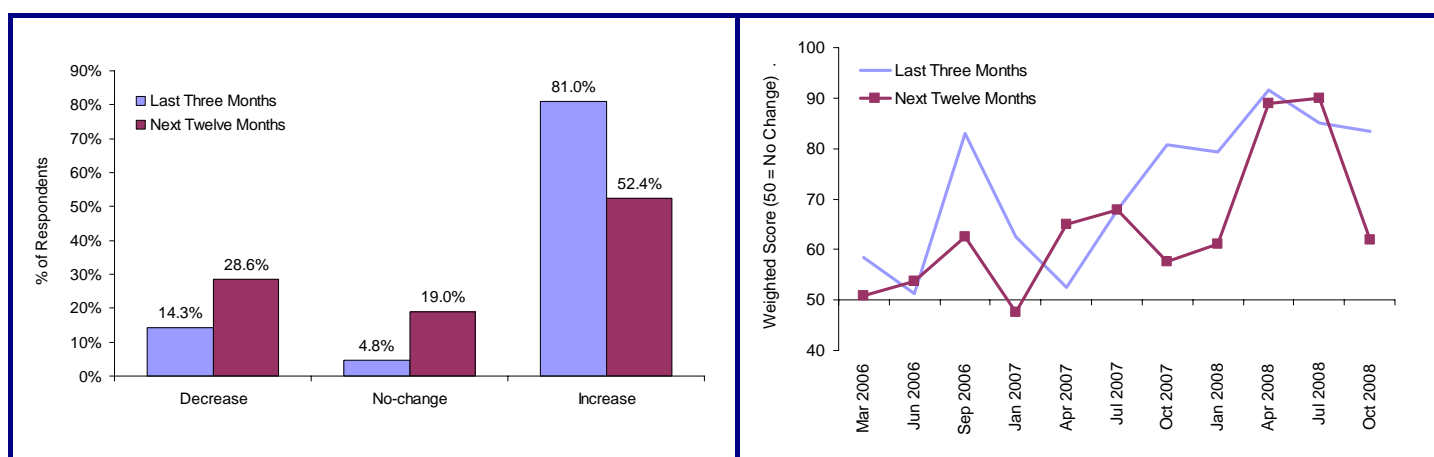 90%
80%
70%
60%
50%
40%
30%
20%
10%
0%
% of Respondents
Last Three Months
Next Twelve Months
14.3%
28.6%
4.8%
19.0%
81.0%
52.4%
Decrease
No-change
Increase
100
90
80
70
60
50
40
Weighted Score (50 = No Change) .
Last Three Months
Next Twelve Months
Mar 2006
Jun 2006
Sep 2006
Jan 2007
Apr 2007
Jul 2007
Oct 2007
Jan 2008
Apr 2008
Jul 2008
Oct 2008